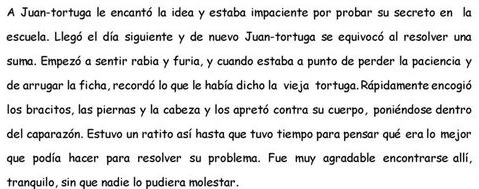 A Juan-tortuga le encantó la idea y estaba impaciente por probar su secreto en la
escuela. Llegó el día siguiente y de nuevo Juan-tortuga se equivocó al resolver una
suma. Empezó a sentir rabia y furia, y cuando estaba a punto de perder la paciencia y
de arrugar la ficha, recordó lo que le había dicho la vieja tortuga. Rápidamente encogió
los bracitos, las piernas y la cabeza y los apretó contra su cuerpo, poniéndose dentro
del caparazón. Estuvo un ratito así hasta que tuvo tiempo para pensar qué era lo mejor
que podía hacer para resolver su problema. Fue muy agradable encontrarse allí,
tranquilo, sin que nadie lo pudiera molestar.